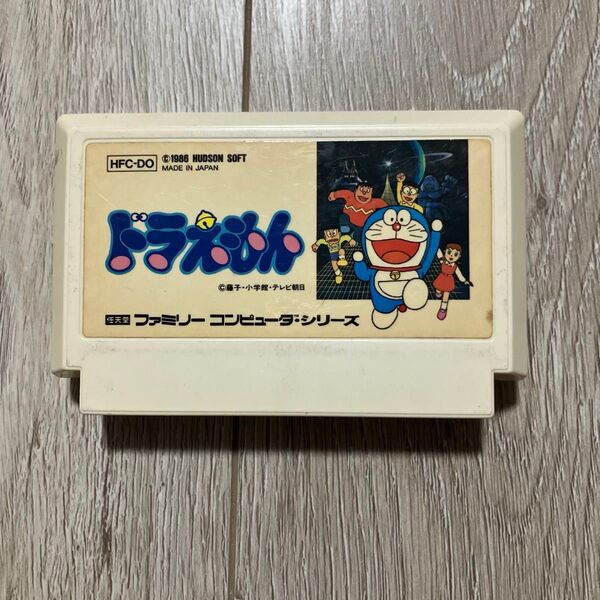 HFC-DO
©1986 HUDSON SOFT
MADE IN JAPAN
ドラえもん
©藤子・小学館・テレビ朝日
任天堂 ファミリー コンピュータ・シリーズ